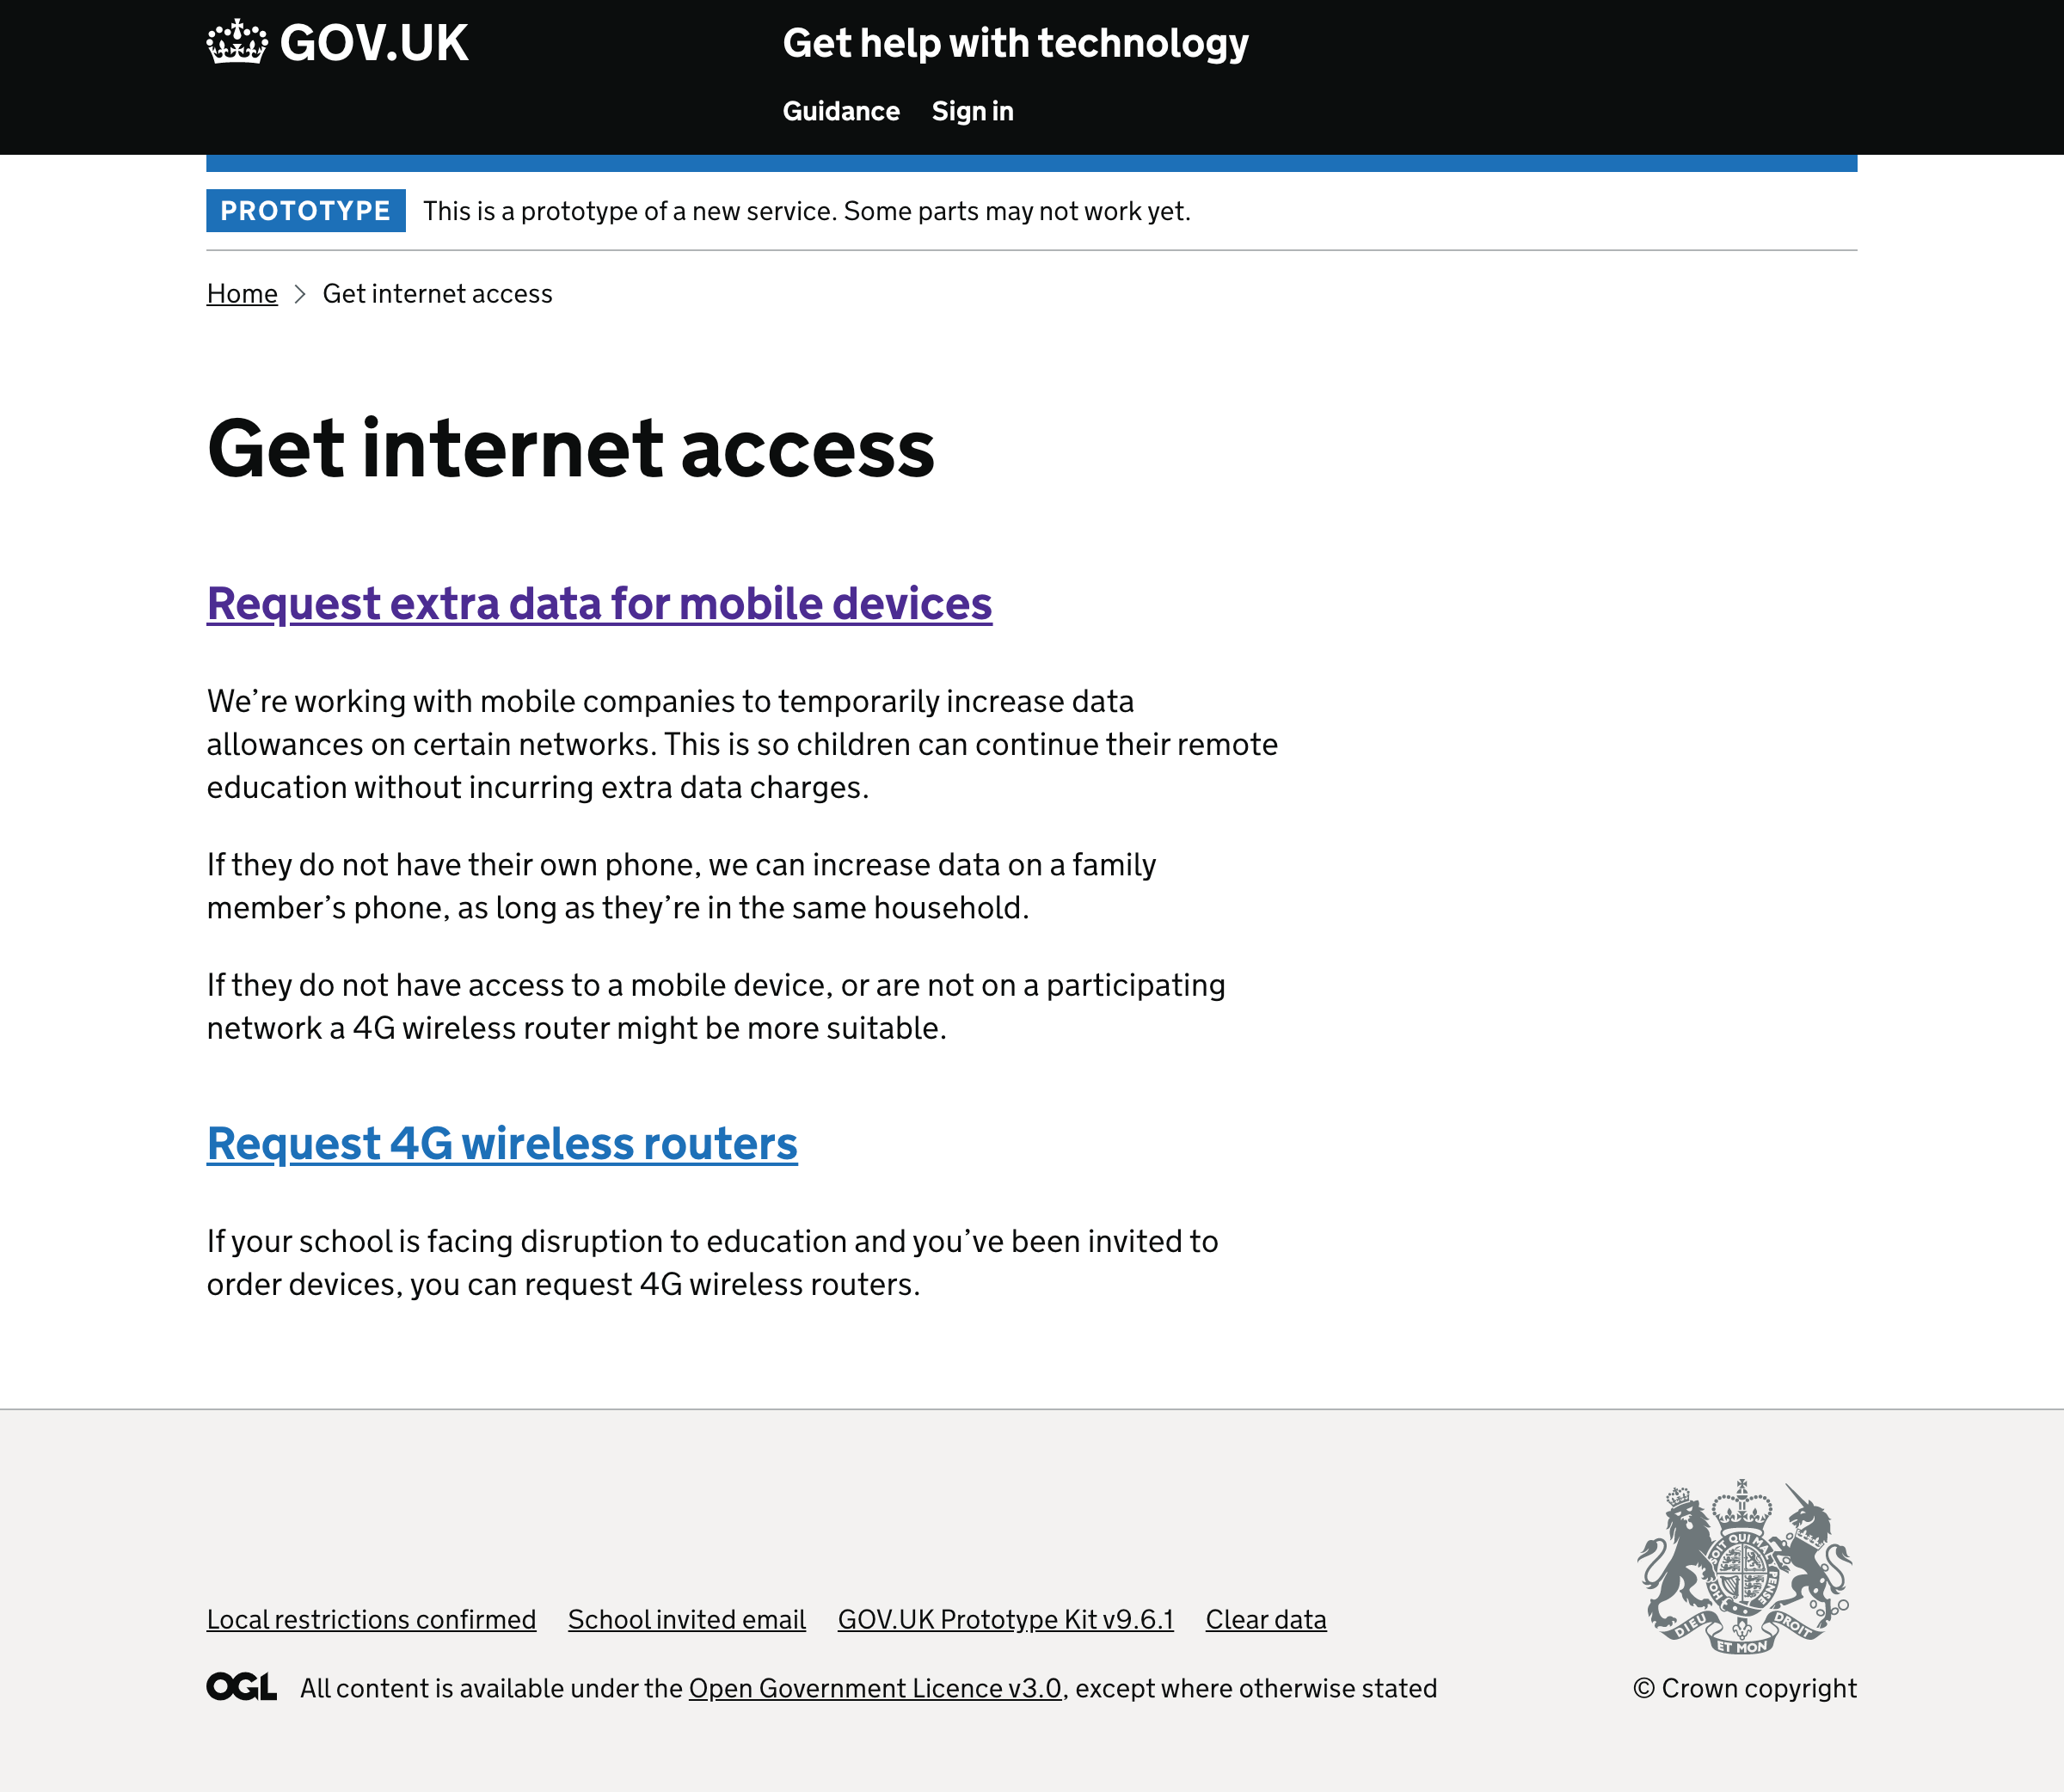 GOV.UK
Get help with technology
Guidance Sign in
PROTOTYPE This is a prototype of a new service. Some parts may not work yet.
Home Get internet access
Get internet access
Request extra data for mobile devices
We’re working with mobile companies to temporarily increase data
allowances on certain networks. This is so children can continue their remote
education without incurring extra data charges.
If they do not have their own phone, we can increase data on a family
member’s phone, as long as they’re in the same household.
If they do not have access to a mobile device, or are not on a participating
network a 4G wireless router might be more suitable.
Request 4G wireless routers
If your school is facing disruption to education and you’ve been invited to
order devices, you can request 4G wireless routers.
SOIT QUI MAL Y PENSE
DIEU ET MON DROIT
Local restrictions confirmed School invited email GOV.UK Prototype Kit v9.6.1 Clear data
OGL All content is available under the Open Government Licence v3.0, except where otherwise stated
© Crown copyright